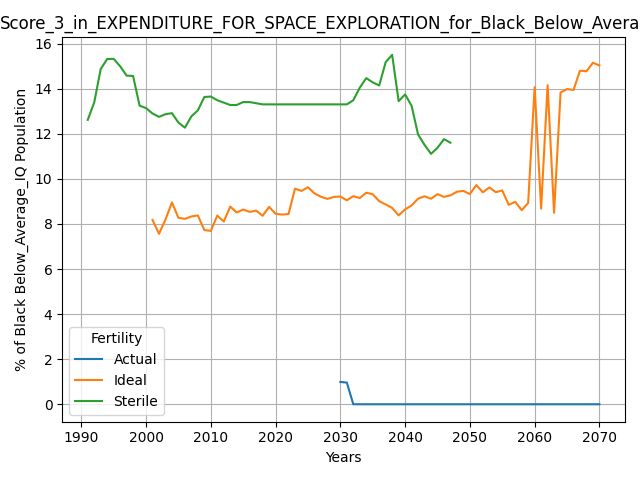 Score_3_in_EXPENDITURE_FOR_SPACE_EXPLORATION_for_Black_Below_Avera
% of Black Below_Average_IQ Population
16
14
12
10
8
6
4
2
0
Fertility
Actual
Ideal
Sterile
1990 2000 2010 2020 2030 2040 2050 2060 2070
Years